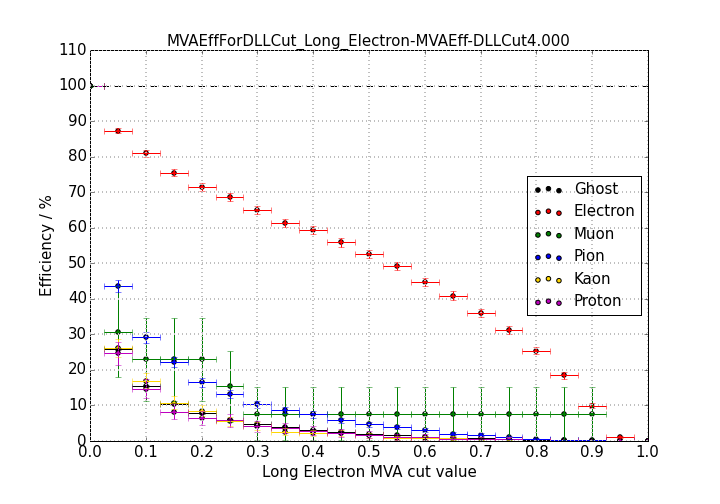 MVAEffForDLLCut_Long_Electron-MVAEff-DLLCut4.000
110
100
90
80
70
60
50
40
30
20
10
0
Efficiency / %
Ghost
Electron
Muon
Pion
Kaon
Proton
0.0 0.1 0.2 0.3 0.4 0.5 0.6 0.7 0.8 0.9 1.0
Long Electron MVA cut value